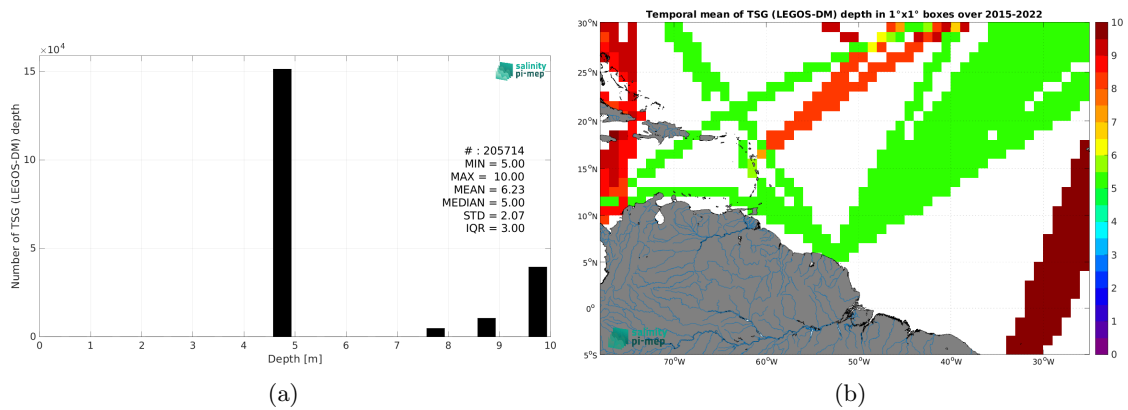 ×10⁴
15
10
5
0
Number of TSG (LEGOS-DM) depth
salinity
pi-mep
# : 205714
MIN = 5.00
MAX = 10.00
MEAN = 6.23
MEDIAN = 5.00
STD = 2.07
IQR = 3.00
0 1 2 3 4 5 6 7 8 9 10
Depth [m]
(a)
Temporal mean of TSG (LEGOS-DM) depth in 1°x1° boxes over 2015-2022
30°N
25°N
20°N
15°N
10°N
5°N
0°
5°S
70°W 60°W 50°W 40°W 30°W
salinity
pi-mep
10
9
8
7
6
5
4
3
2
1
0
(b)